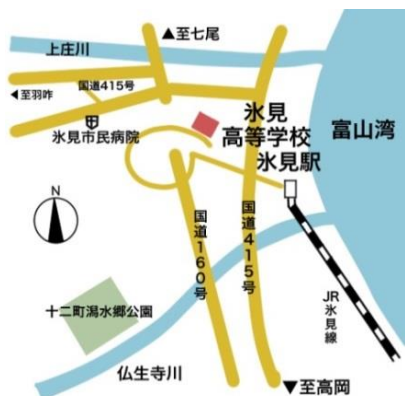 ▲至七尾
上庄川
国道415号
◀至羽咋
氷見市民病院
氷見
高等学校
氷見駅
富山湾
N
国道160号
国道415号
JR氷見線
十二町潟水郷公園
仏生寺川
▼至高岡